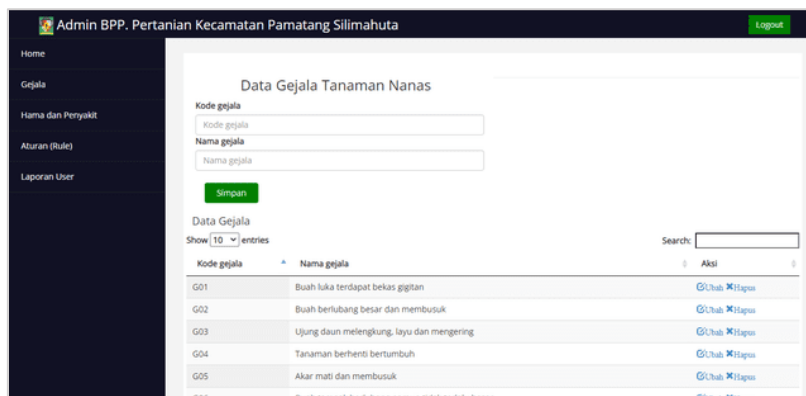 Admin BPP. Pertanian Kecamatan Pamatang Silimahuta
Logout
Home
Gejala
Hama dan Penyakit
Aturan (Rule)
Laporan User
Data Gejala Tanaman Nanas
Kode gejala
Kode gejala
Nama gejala
Nama gejala
Simpan
Data Gejala
Show 10 entries
Search:
Kode gejala Nama gejala Aksi
G01 Buah luka terdapat bekas gigitan Ubah Hapus
G02 Buah berlubang besar dan membusuk Ubah Hapus
G03 Ujung daun melengkung, layu dan mengering Ubah Hapus
G04 Tanaman berhenti bertumbuh Ubah Hapus
G05 Akar mati dan membusuk Ubah Hapus